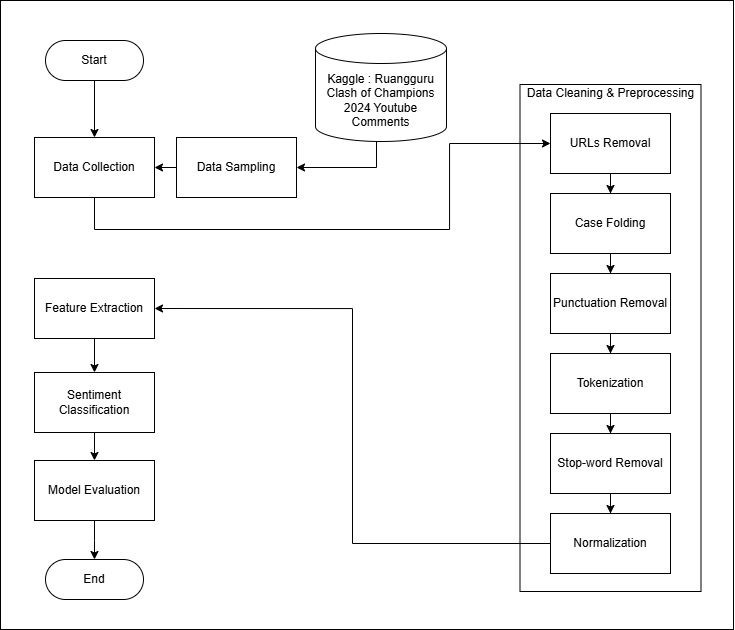 Start
Kaggle : Ruangguru
Clash of Champions
2024 Youtube
Comments
Data Collection
Data Sampling
Data Cleaning & Preprocessing
URLs Removal
Case Folding
Punctuation Removal
Tokenization
Stop-word Removal
Normalization
Feature Extraction
Sentiment
Classification
Model Evaluation
End